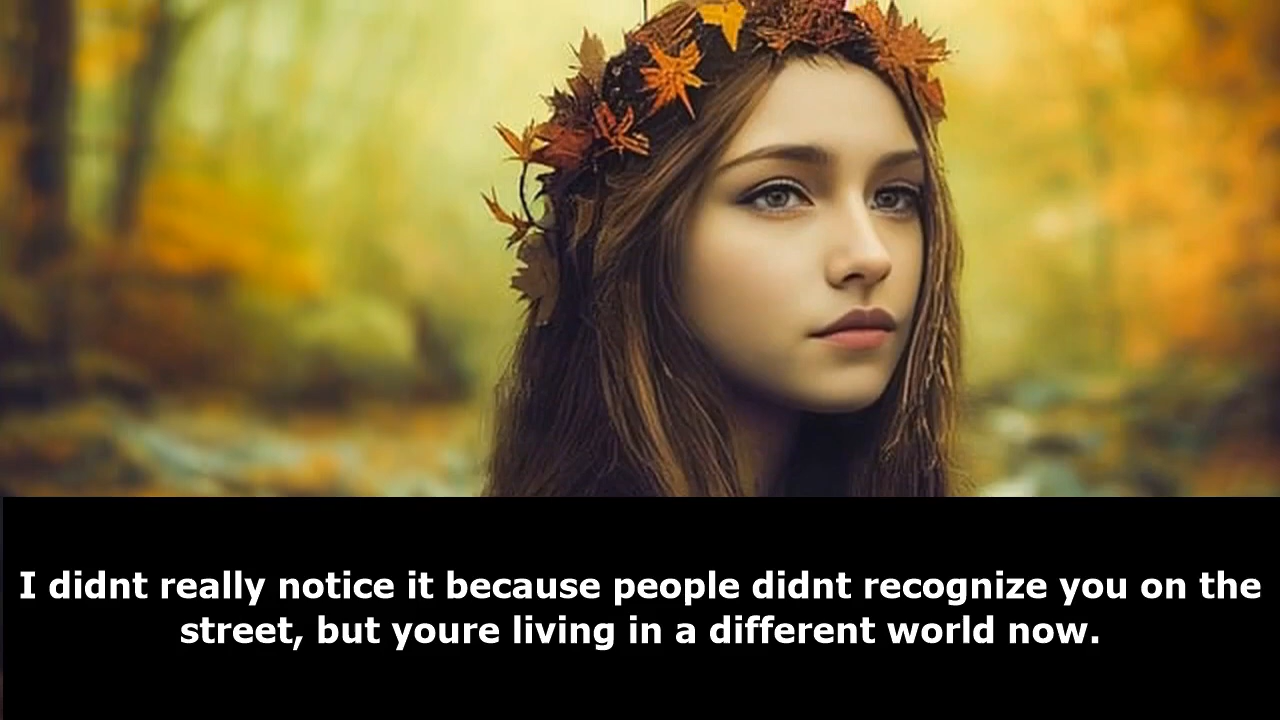 I didnt really notice it because people didnt recognize you on the
street, but youre living in a different world now.